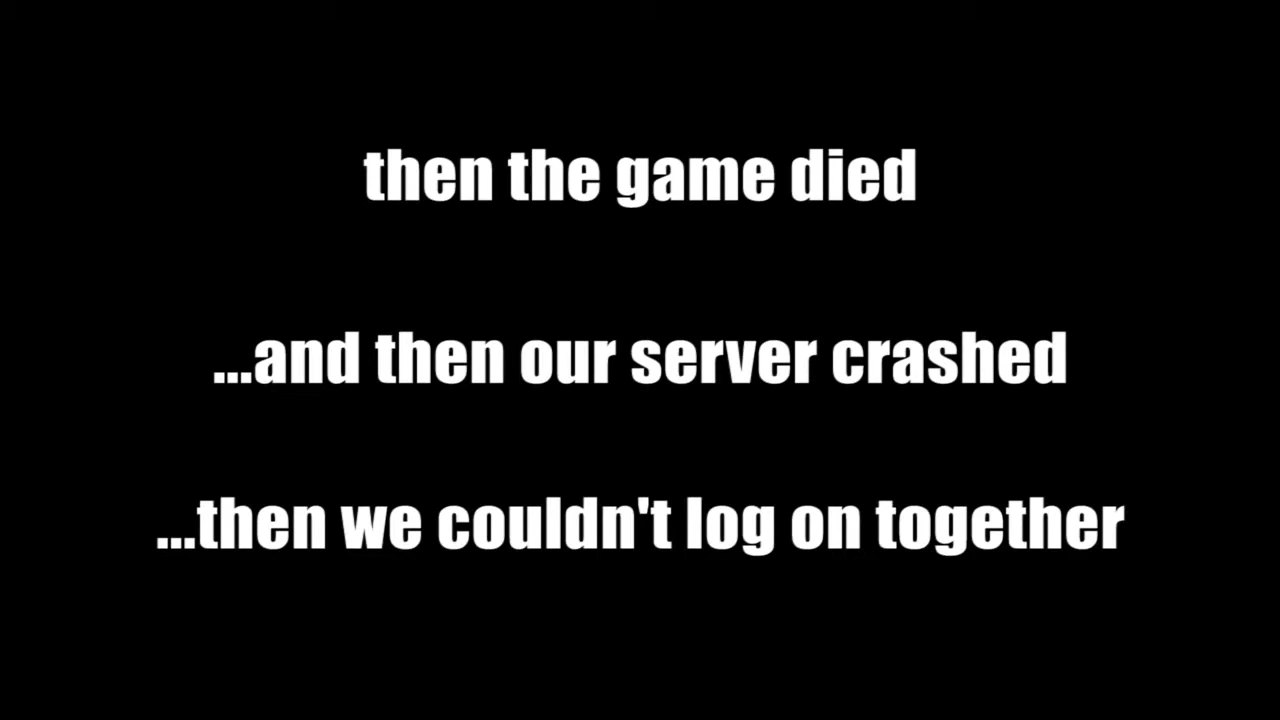 then the game died
...and then our server crashed
...then we couldn't log on together